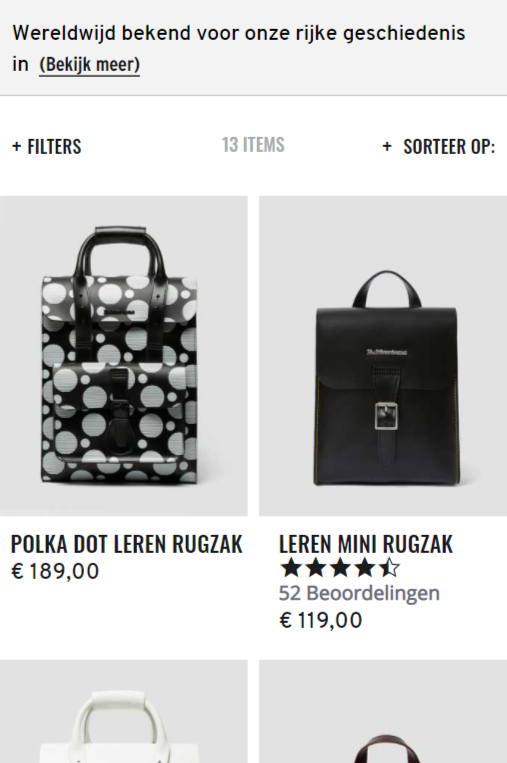 Wereldwijd bekend voor onze rijke geschiedenis
in (Bekijk meer)
+ FILTERS
13 ITEMS
+ SORTEER OP:
POLKA DOT LEREN RUGZAK
€ 189,00
LEREN MINI RUGZAK
52 Beoordelingen
€ 119,00